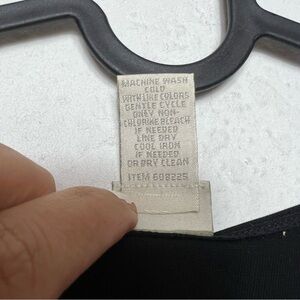 MACHINE WASH
COLD
WITH LIKE COLORS
GENTLE CYCLE
ONLY NON-
CHLORINE BLEACH
IF NEEDED
LINE DRY
COOL IRON
IF NEEDED
OR DRY CLEAN
ITEM 608225